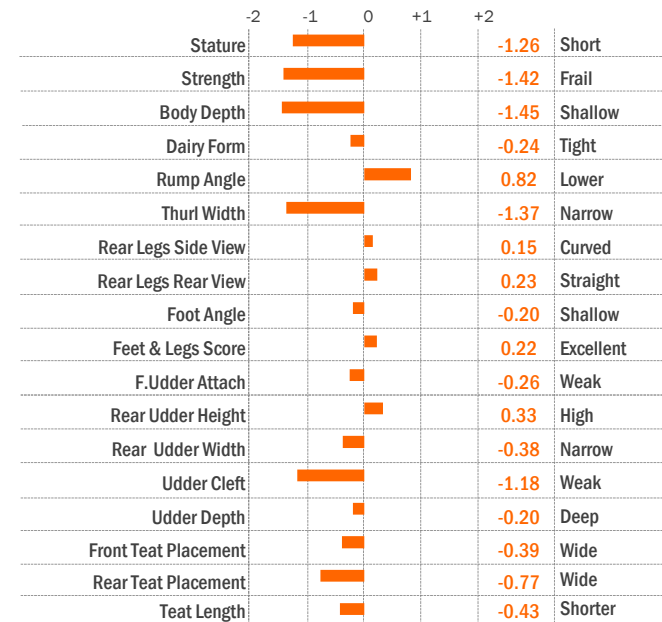 -2 -1 0 +1 +2
Stature -1.26 Short
Strength -1.42 Frail
Body Depth -1.45 Shallow
Dairy Form -0.24 Tight
Rump Angle 0.82 Lower
Thurl Width -1.37 Narrow
Rear Legs Side View 0.15 Curved
Rear Legs Rear View 0.23 Straight
Foot Angle -0.20 Shallow
Feet & Legs Score 0.22 Excellent
F.Udder Attach -0.26 Weak
Rear Udder Height 0.33 High
Rear Udder Width -0.38 Narrow
Udder Cleft -1.18 Weak
Udder Depth -0.20 Deep
Front Teat Placement -0.39 Wide
Rear Teat Placement -0.77 Wide
Teat Length -0.43 Shorter